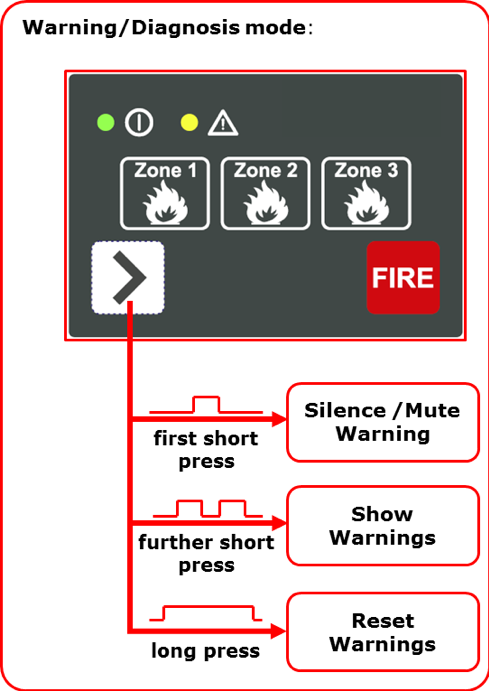 Warning/Diagnosis mode:
Zone 1
Zone 2
Zone 3
FIRE
first short
press
Silence /Mute
Warning
further short
press
Show
Warnings
long press
Reset
Warnings